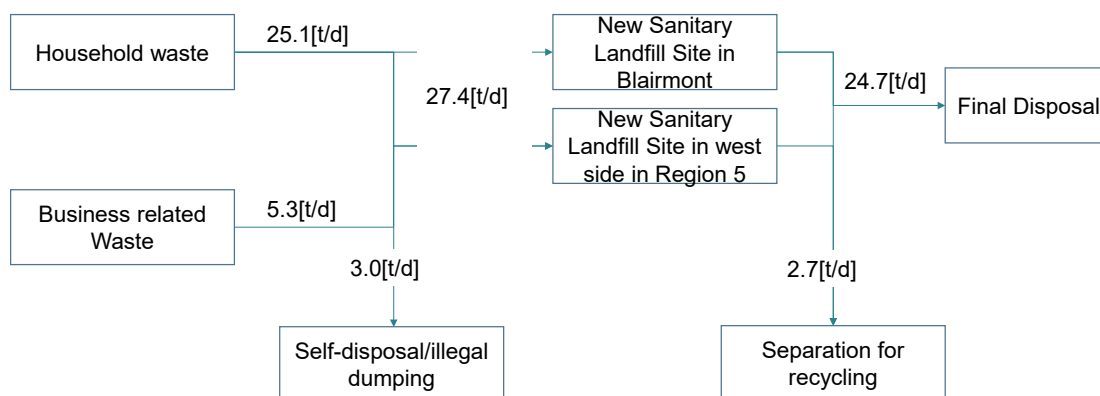 Household waste
25.1[t/d]
27.4[t/d]
New Sanitary
Landfill Site in
Blairmont
24.7[t/d]
Final Disposal
New Sanitary
Landfill Site in west
side in Region 5
Business related
Waste
5.3[t/d]
3.0[t/d]
2.7[t/d]
Self-disposal/illegal
dumping
Separation for
recycling